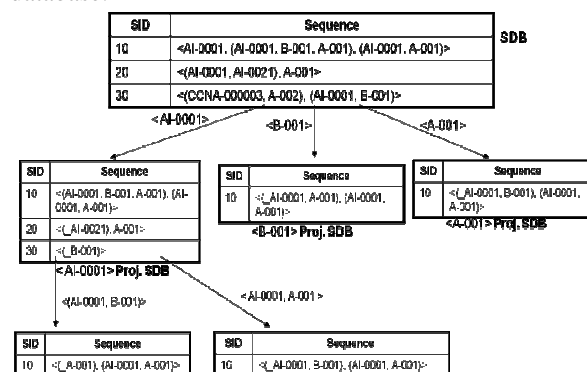 SID Sequence
SDB
10 <AI-0001, (AI-0001, B-001, A-001), (AI-0001, A-001)>
20 <(AI-0001, AI-0021), A-001>
30 <(CCNA-000003, A-002), (AI-0001, B-001)>
<AI-0001>
<B-001>
<A-001>
SID Sequence
10 <(AI-0001, B-001, A-001), (AI-
0001, A-001)>
20 <(_AI-0021), A-001>
30 <(_B-001)>
<AI-0001> Proj. SDB
SID Sequence
10 <(_AI-0001, A-001), (AI-0001,
A-001)>
<B-001> Proj. SDB
SID Sequence
10 <(_AI-0001, B-001), (AI-0001,
A-001)>
<A-001> Proj. SDB
<(AI-0001, B-001)>
<AI-0001, A-001 >
SID Sequence
10 <(_A-001), (AI-0001, A-001)>
SID Sequence
10 <(_AI-0001, B-001), (AI-0001, A-001)>